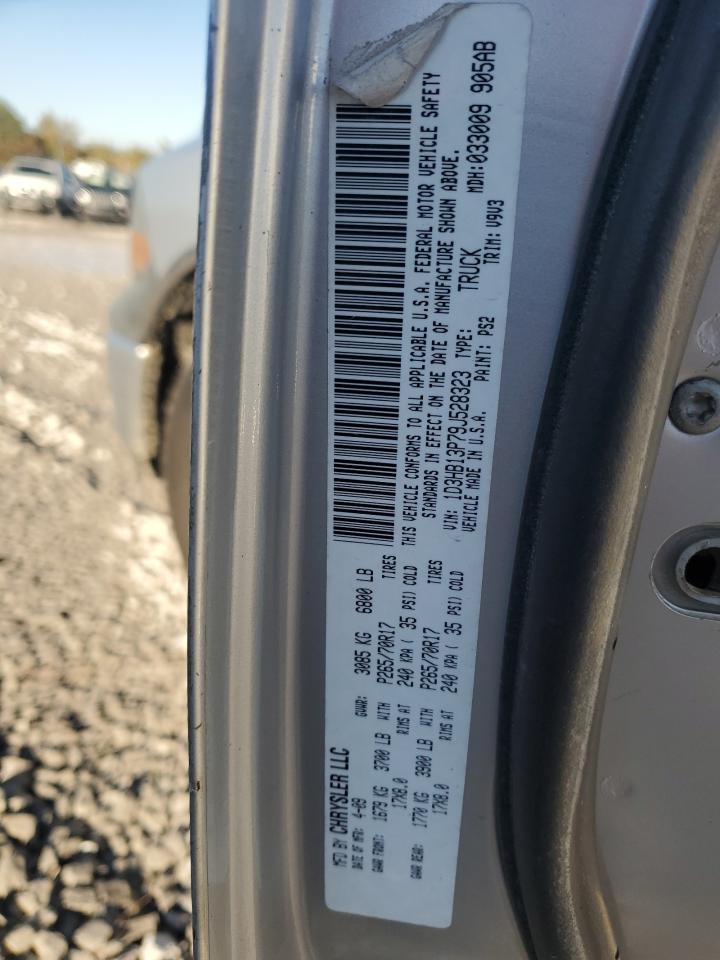 MFD BY CHRYSLER LLC
DATE OF MFR: 4-09 GVWR: 3085 KG 6800 LB
GAWR FRONT: 1679 KG 3700 LB WITH P265/70R17 TIRES
17X8.0 RIMS AT 240 KPA ( 35 PSI) COLD
GAWR REAR: 1770 KG 3900 LB WITH P265/70R17 TIRES
17X8.0 RIMS AT 240 KPA ( 35 PSI) COLD
THIS VEHICLE CONFORMS TO ALL APPLICABLE U.S.A. FEDERAL MOTOR VEHICLE SAFETY
STANDARDS IN EFFECT ON THE DATE OF MANUFACTURE SHOWN ABOVE.
VIN: 1D3HB13P79J528323 TYPE: TRUCK MDH:033009 905AB
VEHICLE MADE IN U.S.A. PAINT: PS2 TRIM: V9V3